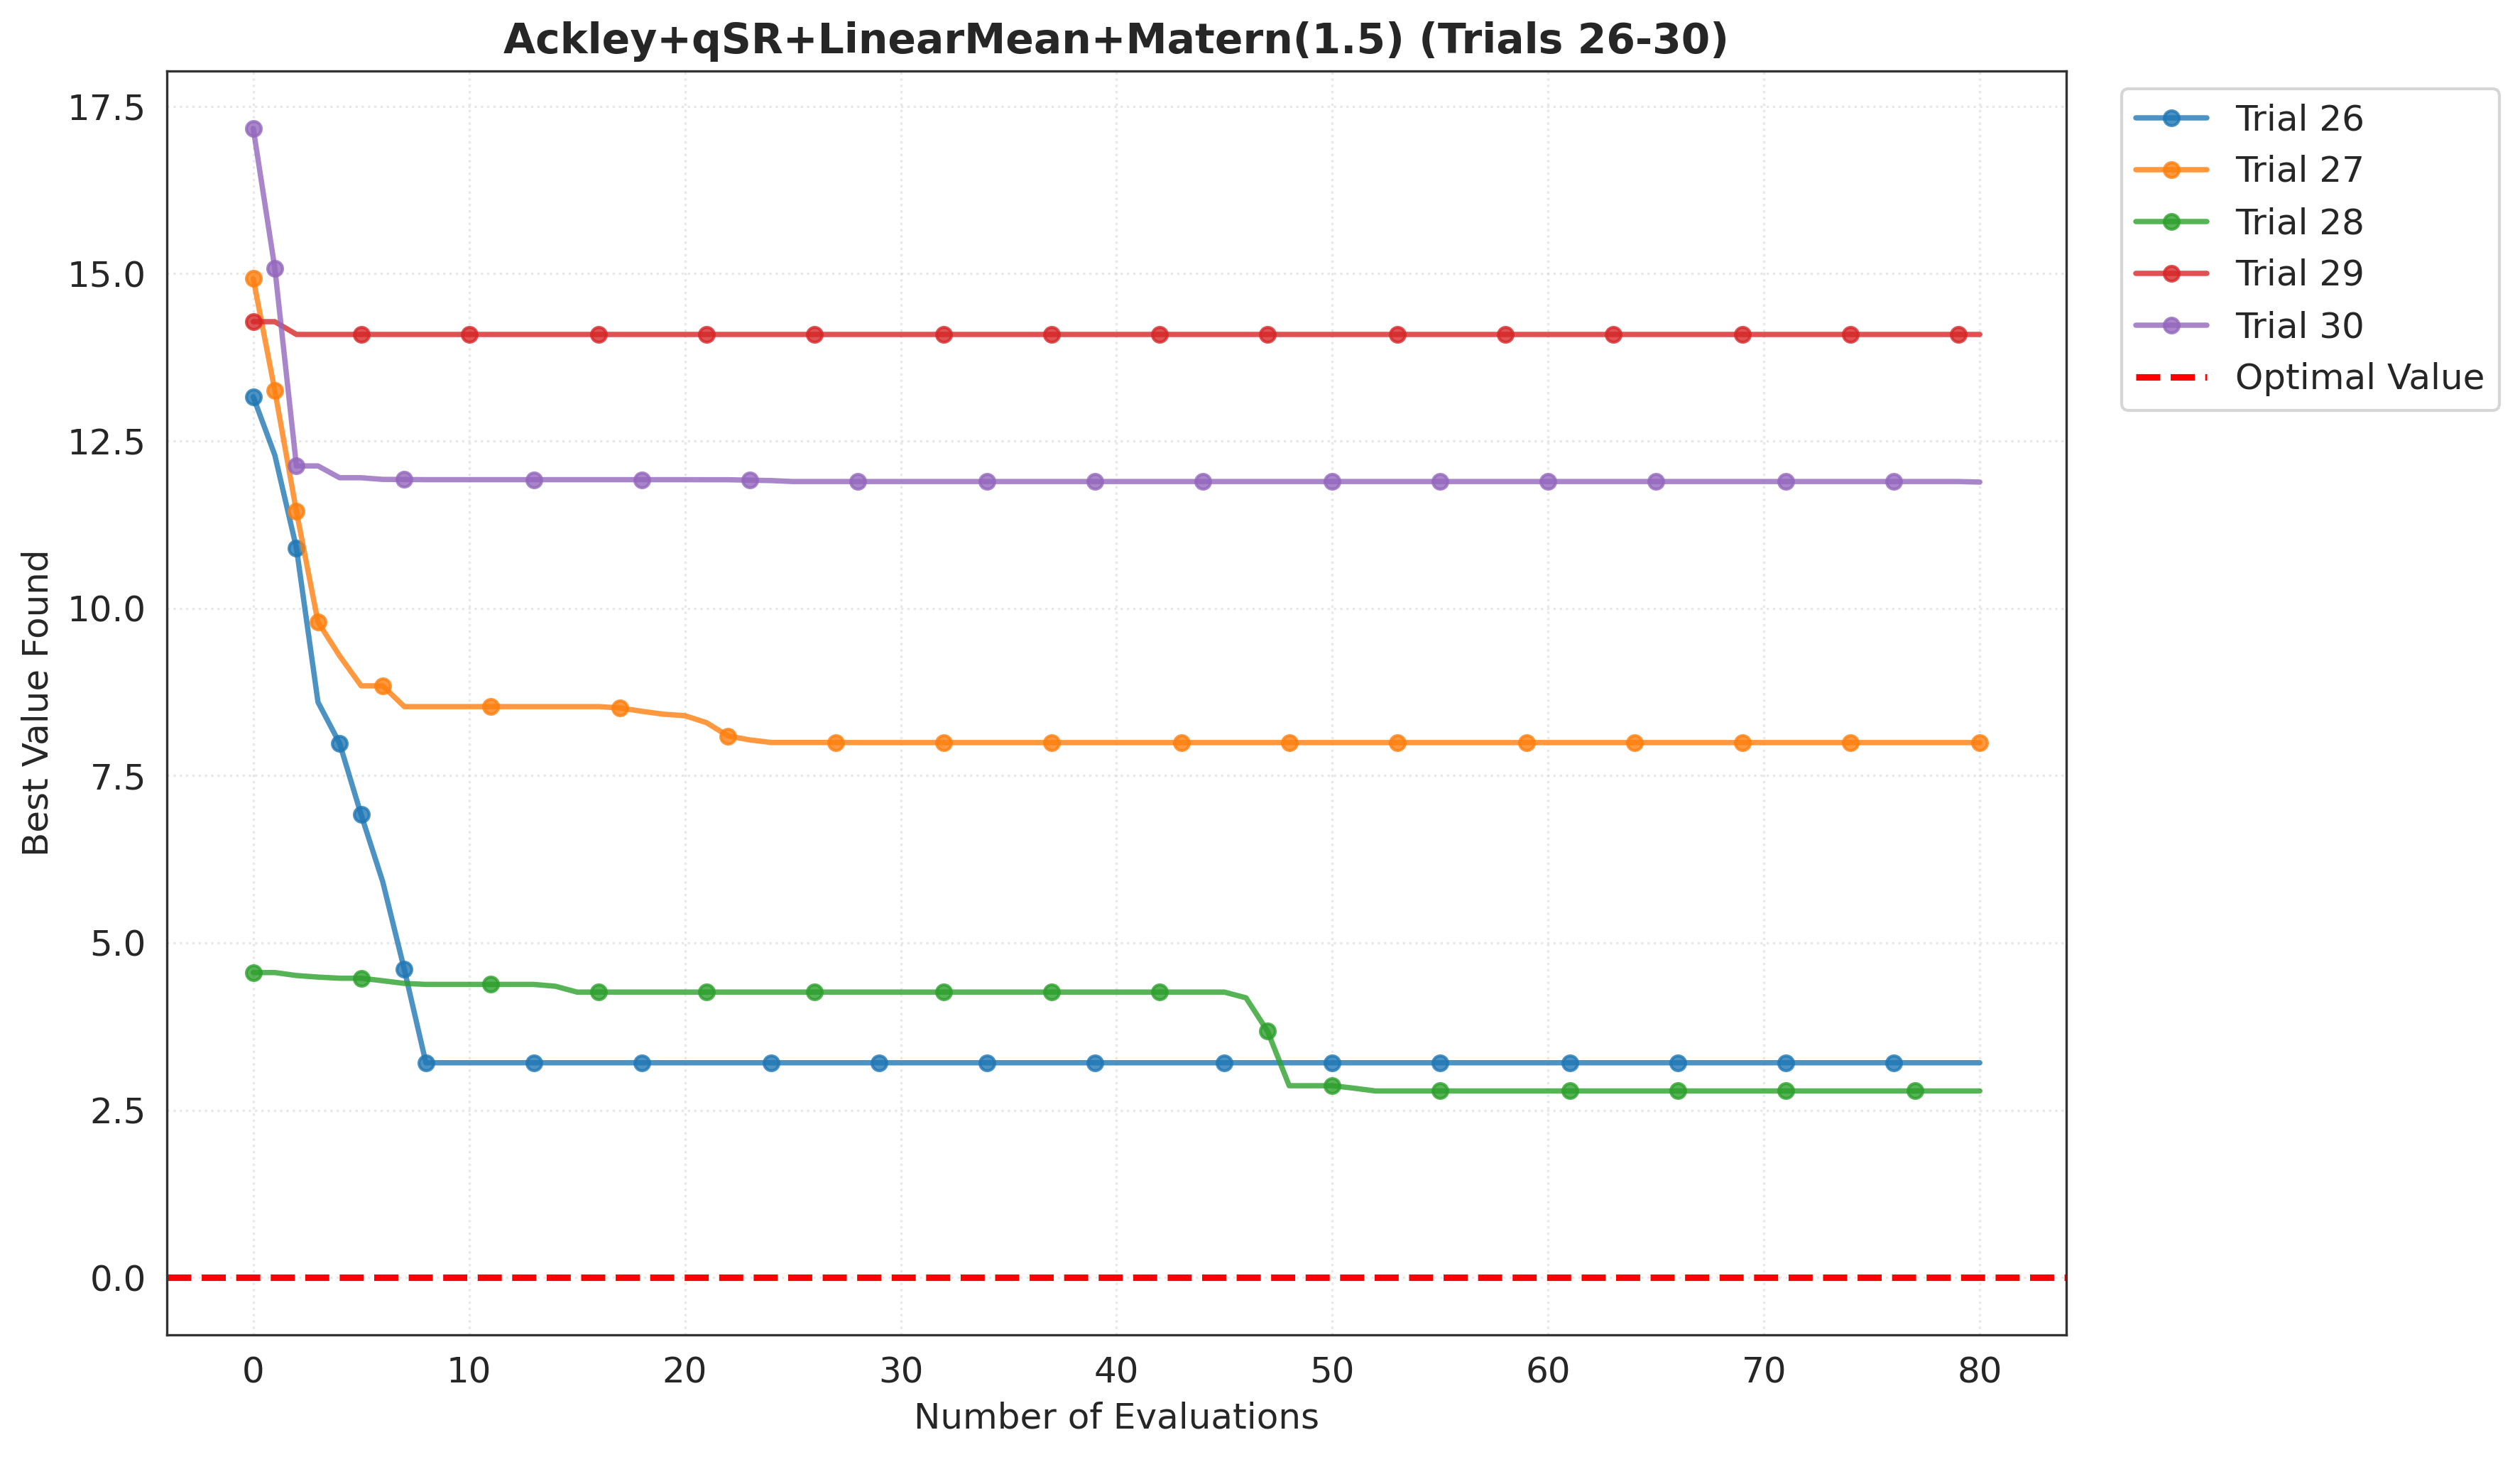 Ackley+qSR+LinearMean+Matern(1.5) (Trials 26-30)
Best Value Found
17.5
15.0
12.5
10.0
7.5
5.0
2.5
0.0
0 10 20 30 40 50 60 70 80
Number of Evaluations
Trial 26
Trial 27
Trial 28
Trial 29
Trial 30
Optimal Value